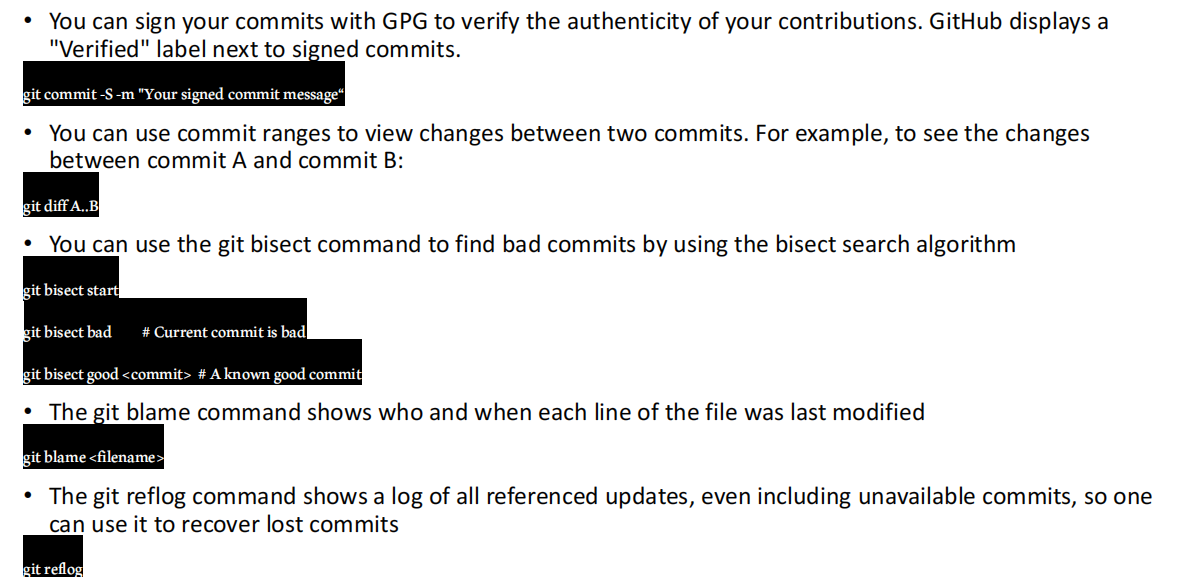 • You can sign your commits with GPG to verify the authenticity of your contributions. GitHub displays a
"Verified" label next to signed commits.
git commit -S -m "Your signed commit message“
• You can use commit ranges to view changes between two commits. For example, to see the changes
between commit A and commit B:
git diff A..B
• You can use the git bisect command to find bad commits by using the bisect search algorithm
git bisect start
git bisect bad # Current commit is bad
git bisect good <commit> # A known good commit
• The git blame command shows who and when each line of the file was last modified
git blame <filename>
• The git reflog command shows a log of all referenced updates, even including unavailable commits, so one
can use it to recover lost commits
git reflog